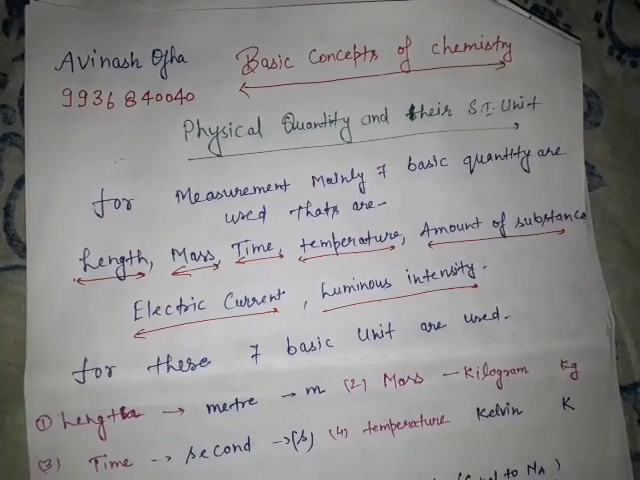 Avinash Ojha Basic Concepts of chemistry
9936840040
Physical Quantity and their S.I. Unit
for Measurement Mainly 7 basic quantity are
used thats are-
Length, Mass, Time, temperature, Amount of substance
Electric Current, Luminous intensity.
for these 7 basic Unit are used.
① Length → metre → m (2) Mass — Kilogram Kg
(3) Time → second → (s) (4) temperature Kelvin K
to NA)